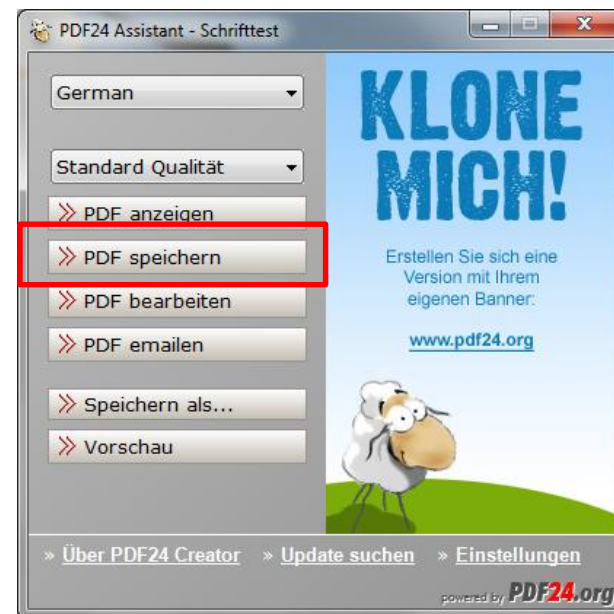 PDF24 Assistant - Schrifttest
German
Standard Qualität
PDF anzeigen
PDF speichern
PDF bearbeiten
PDF emailen
Speichern als...
Vorschau
KLONE
MICH!
Erstellen Sie sich eine
Version mit Ihrem
eigenen Banner:
www.pdf24.org
» Über PDF24 Creator » Update suchen » Einstellungen
powered by PDF24.org